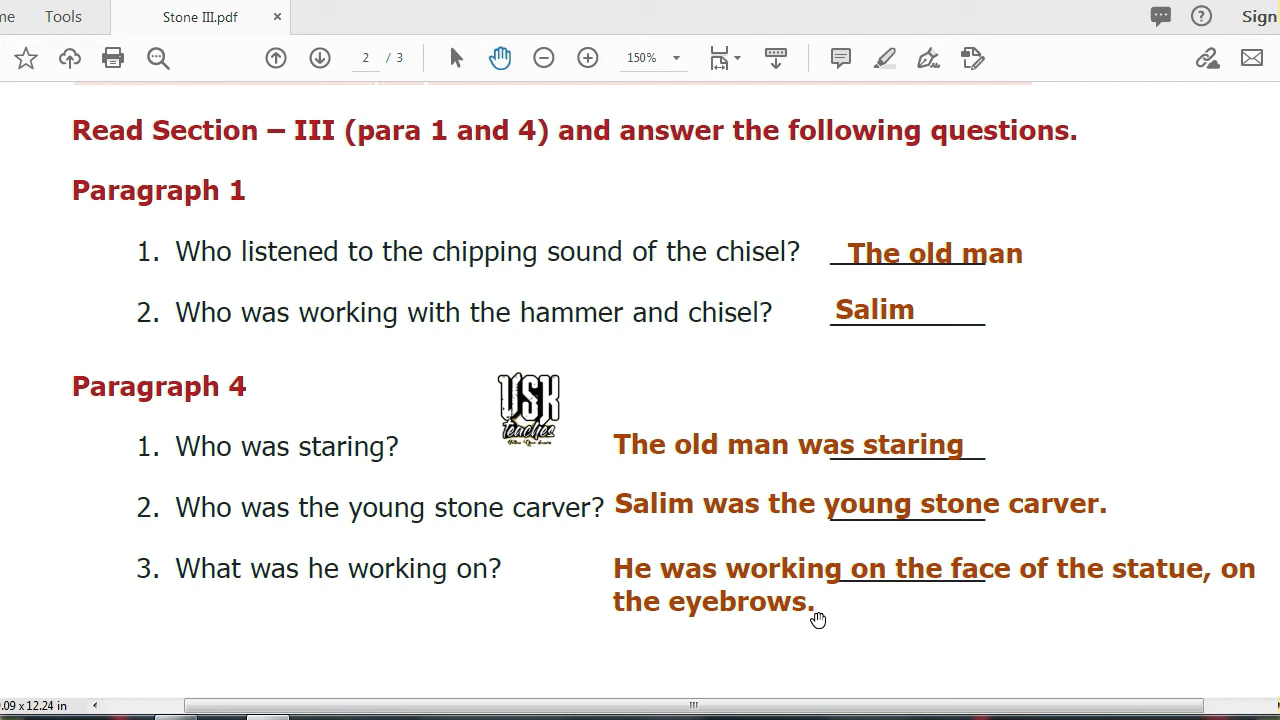 me Tools Stone III.pdf × Sign
2 / 3 150%
Read Section – III (para 1 and 4) and answer the following questions.
Paragraph 1
1. Who listened to the chipping sound of the chisel? The old man
2. Who was working with the hammer and chisel? Salim
Paragraph 4
VSK
teaches
1. Who was staring? The old man was staring
2. Who was the young stone carver? Salim was the young stone carver.
3. What was he working on? He was working on the face of the statue, on
the eyebrows.
.09 x 12.24 in